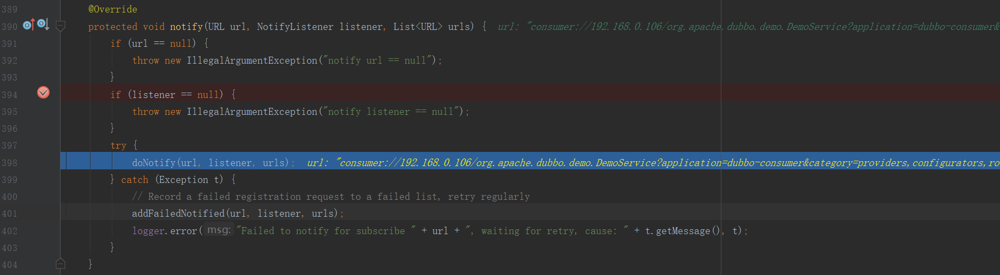 389 @Override
390 protected void notify(URL url, NotifyListener listener, List<URL> urls) { url: "consumer://192.168.0.106/org.apache.dubbo.demo.DemoService?application=dubbo-consumer&
391 if (url == null) {
392 throw new IllegalArgumentException("notify url == null");
393 }
394 if (listener == null) {
395 throw new IllegalArgumentException("notify listener == null");
396 }
397 try {
398 doNotify(url, listener, urls); url: "consumer://192.168.0.106/org.apache.dubbo.demo.DemoService?application=dubbo-consumer&category=providers,configurators,ro
399 } catch (Exception t) {
400 // Record a failed registration request to a failed list, retry regularly
401 addFailedNotified(url, listener, urls);
402 logger.error( msg: "Failed to notify for subscribe " + url + ", waiting for retry, cause: " + t.getMessage(), t);
403 }
404 }